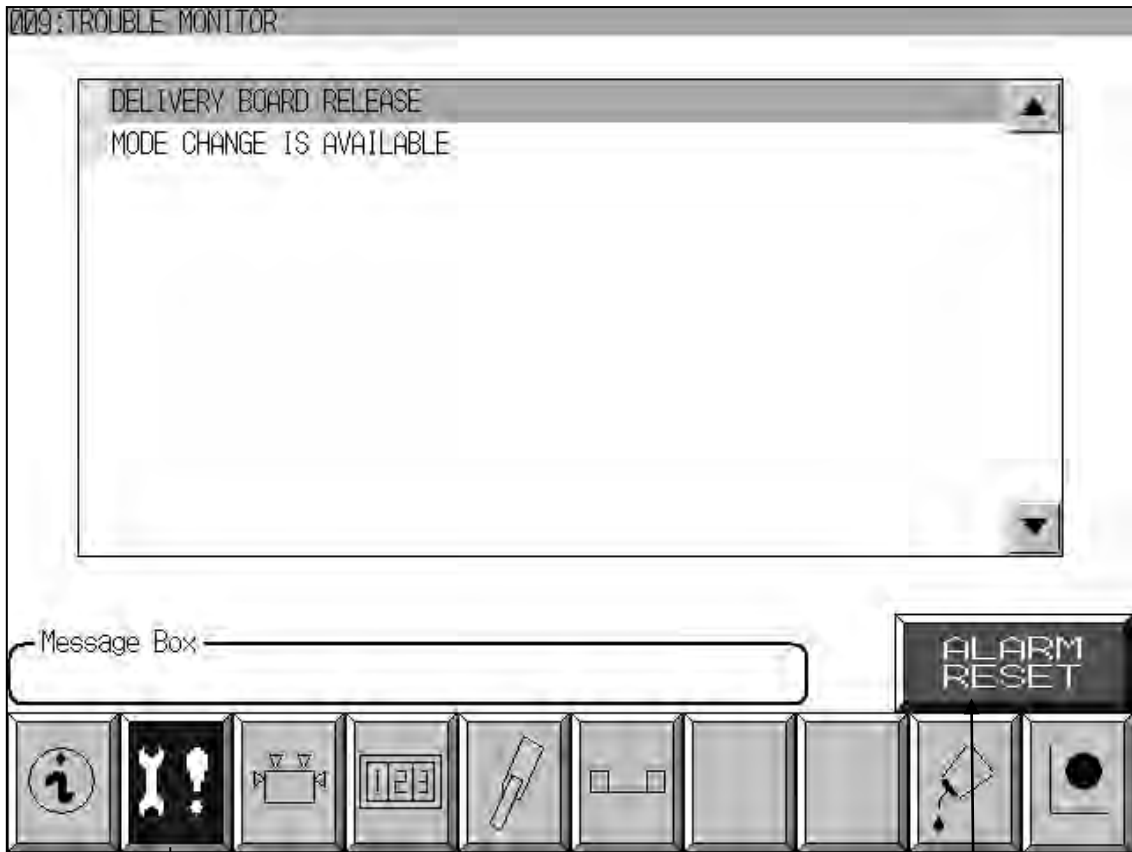 009:TROUBLE MONITOR
DELIVERY BOARD RELEASE
MODE CHANGE IS AVAILABLE
Message Box
ALARM
RESET
i
123